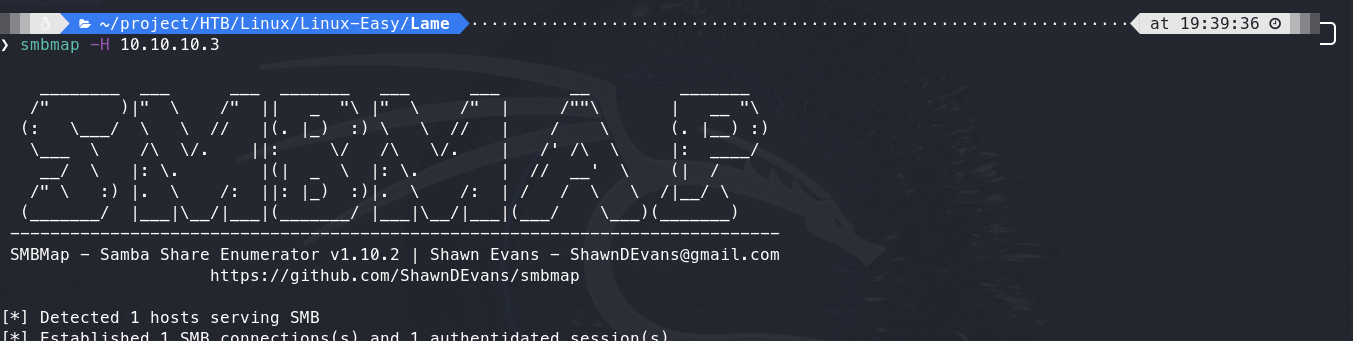 ~/project/HTB/Linux/Linux-Easy/Lame at 19:39:36
❯ smbmap -H 10.10.10.3
SMBMAP
SMBMap - Samba Share Enumerator v1.10.2 | Shawn Evans - ShawnDEvans@gmail.com
https://github.com/ShawnDEvans/smbmap
[*] Detected 1 hosts serving SMB
[*] Established 1 SMB connections(s) and 1 authentidated session(s)